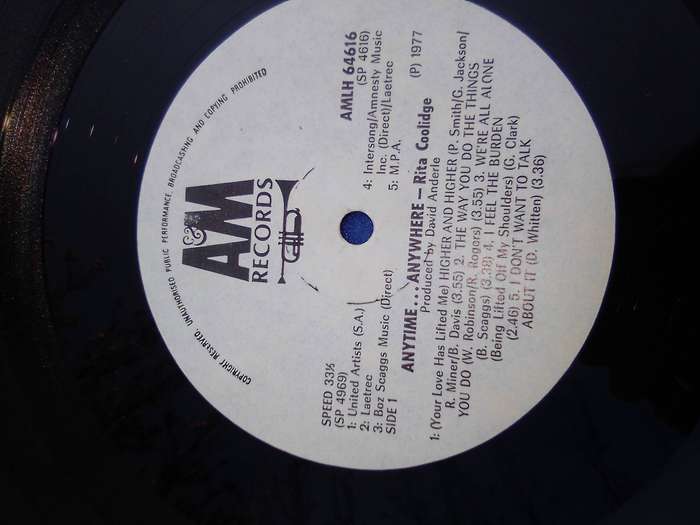 COPYRIGHT RESERVED. UNAUTHORISED PUBLIC PERFORMANCE, BROADCASTING AND COPYING PROHIBITED
A&M
RECORDS
SPEED 33⅓
(SP 4969)
1: United Artists (S.A.)
2: Laetrec
3: Boz Scaggs Music (Direct)
SIDE 1
AMLH 64616
(SP 4616)
4: Intersong/Amnesty Music
Inc. (Direct)/Laetrec
5: M.P.A.
(P) 1977
ANYTIME...ANYWHERE — Rita Coolidge
Produced by David Anderle
1: (Your Love Has Lifted Me) HIGHER AND HIGHER (P. Smith/G. Jackson/
R. Miner/B. Davis (3.55) 2. THE WAY YOU DO THE THINGS
YOU DO (W. Robinson/R. Rogers) (3.55) 3. WE'RE ALL ALONE
(B. Scaggs) (3.38) 4. I FEEL THE BURDEN
(Being Lifted Off My Shoulders) (G. Clark)
(2.46) 5. I DON'T WANT TO TALK
ABOUT IT (D. Whitten) (3.36)